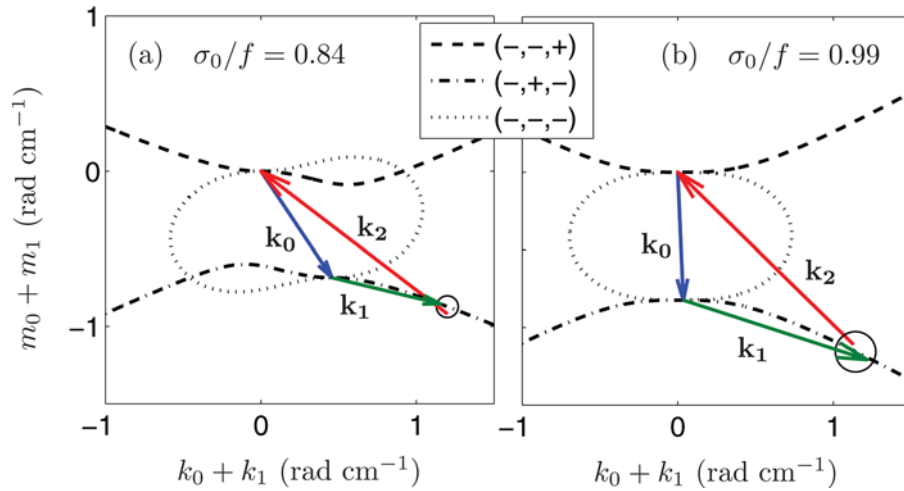 1
(a) σ₀/f = 0.84
(−,−,+)
(−,+,−)
(−,−,−)
(b) σ₀/f = 0.99
0
−1
m₀ + m₁ (rad cm⁻¹)
k₀
k₂
k₁
k₀
k₂
k₁
−1 0 1
−1 0 1
k₀ + k₁ (rad cm⁻¹)
k₀ + k₁ (rad cm⁻¹)